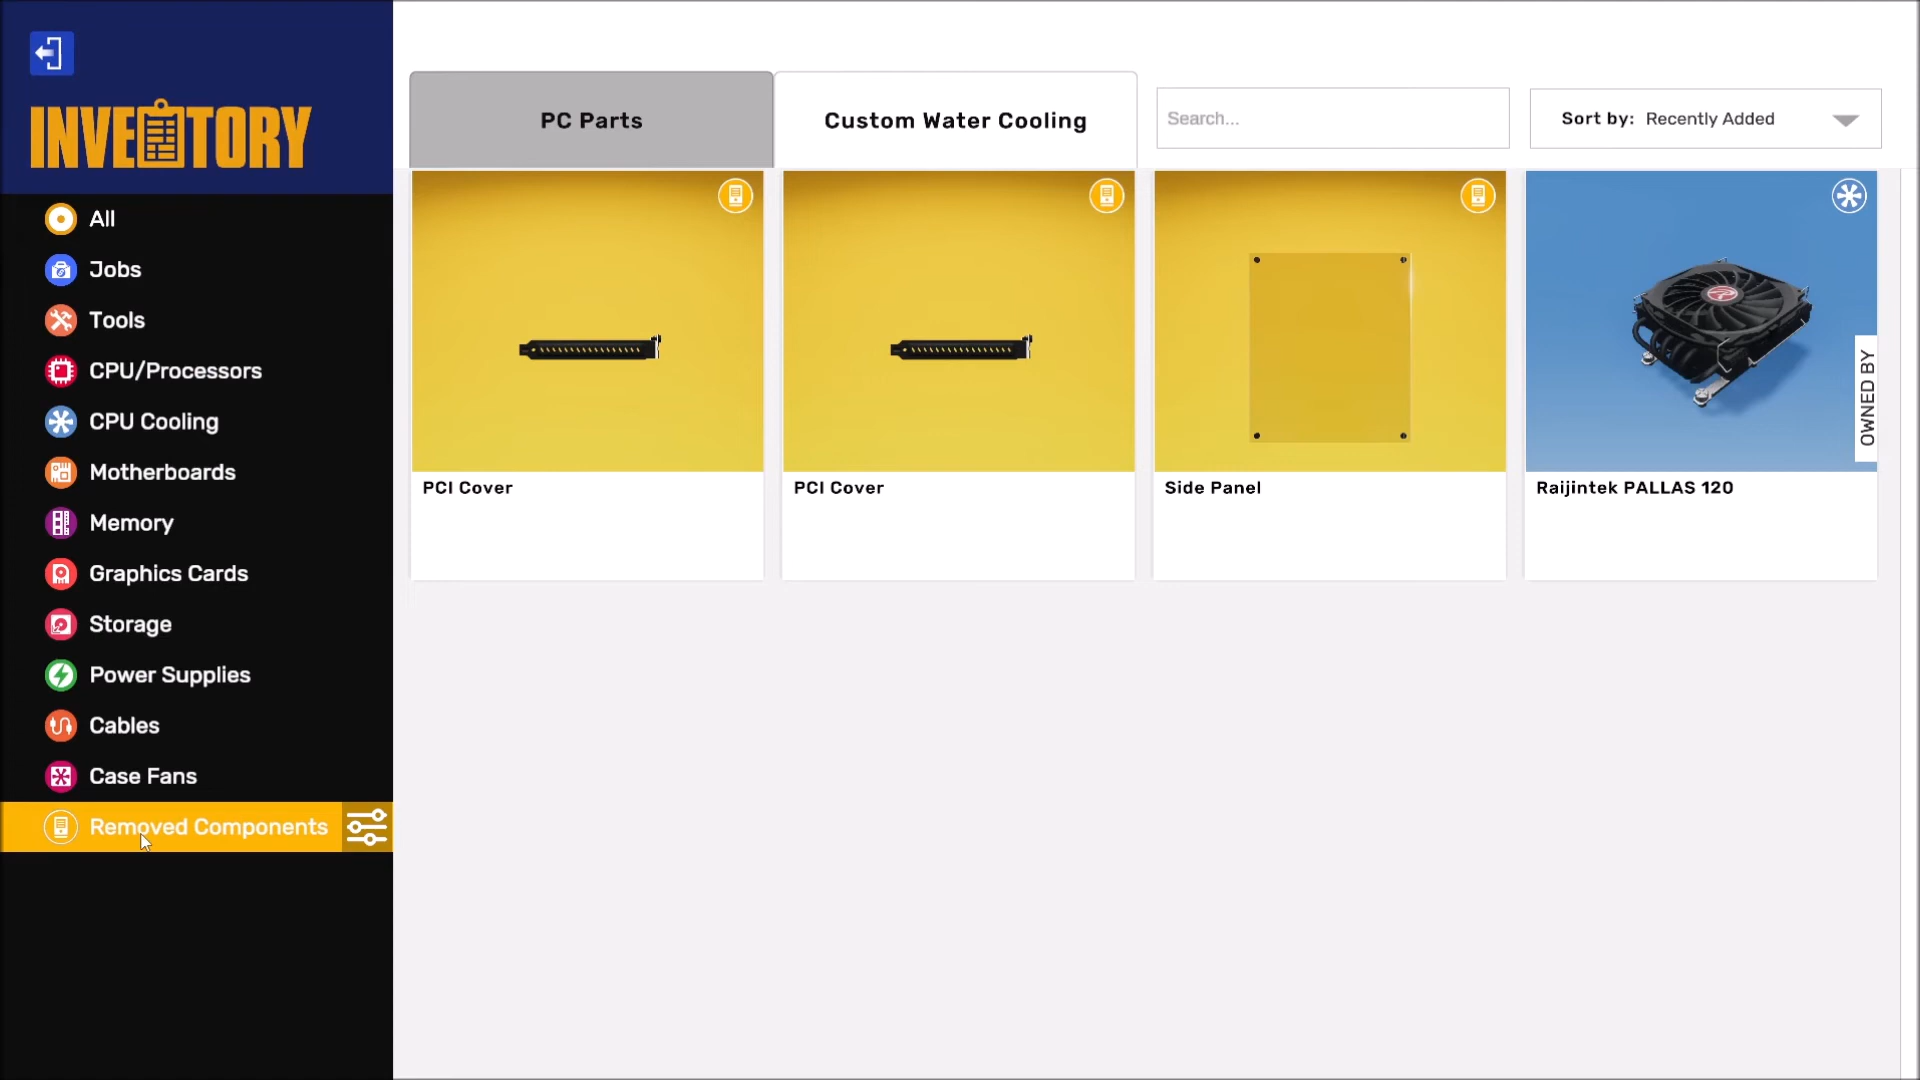 INVENTORY
All
Jobs
Tools
CPU/Processors
CPU Cooling
Motherboards
Memory
Graphics Cards
Storage
Power Supplies
Cables
Case Fans
Removed Components
PC Parts
Custom Water Cooling
Search...
Sort by: Recently Added
PCI Cover
PCI Cover
Side Panel
OWNED BY
Raijintek PALLAS 120